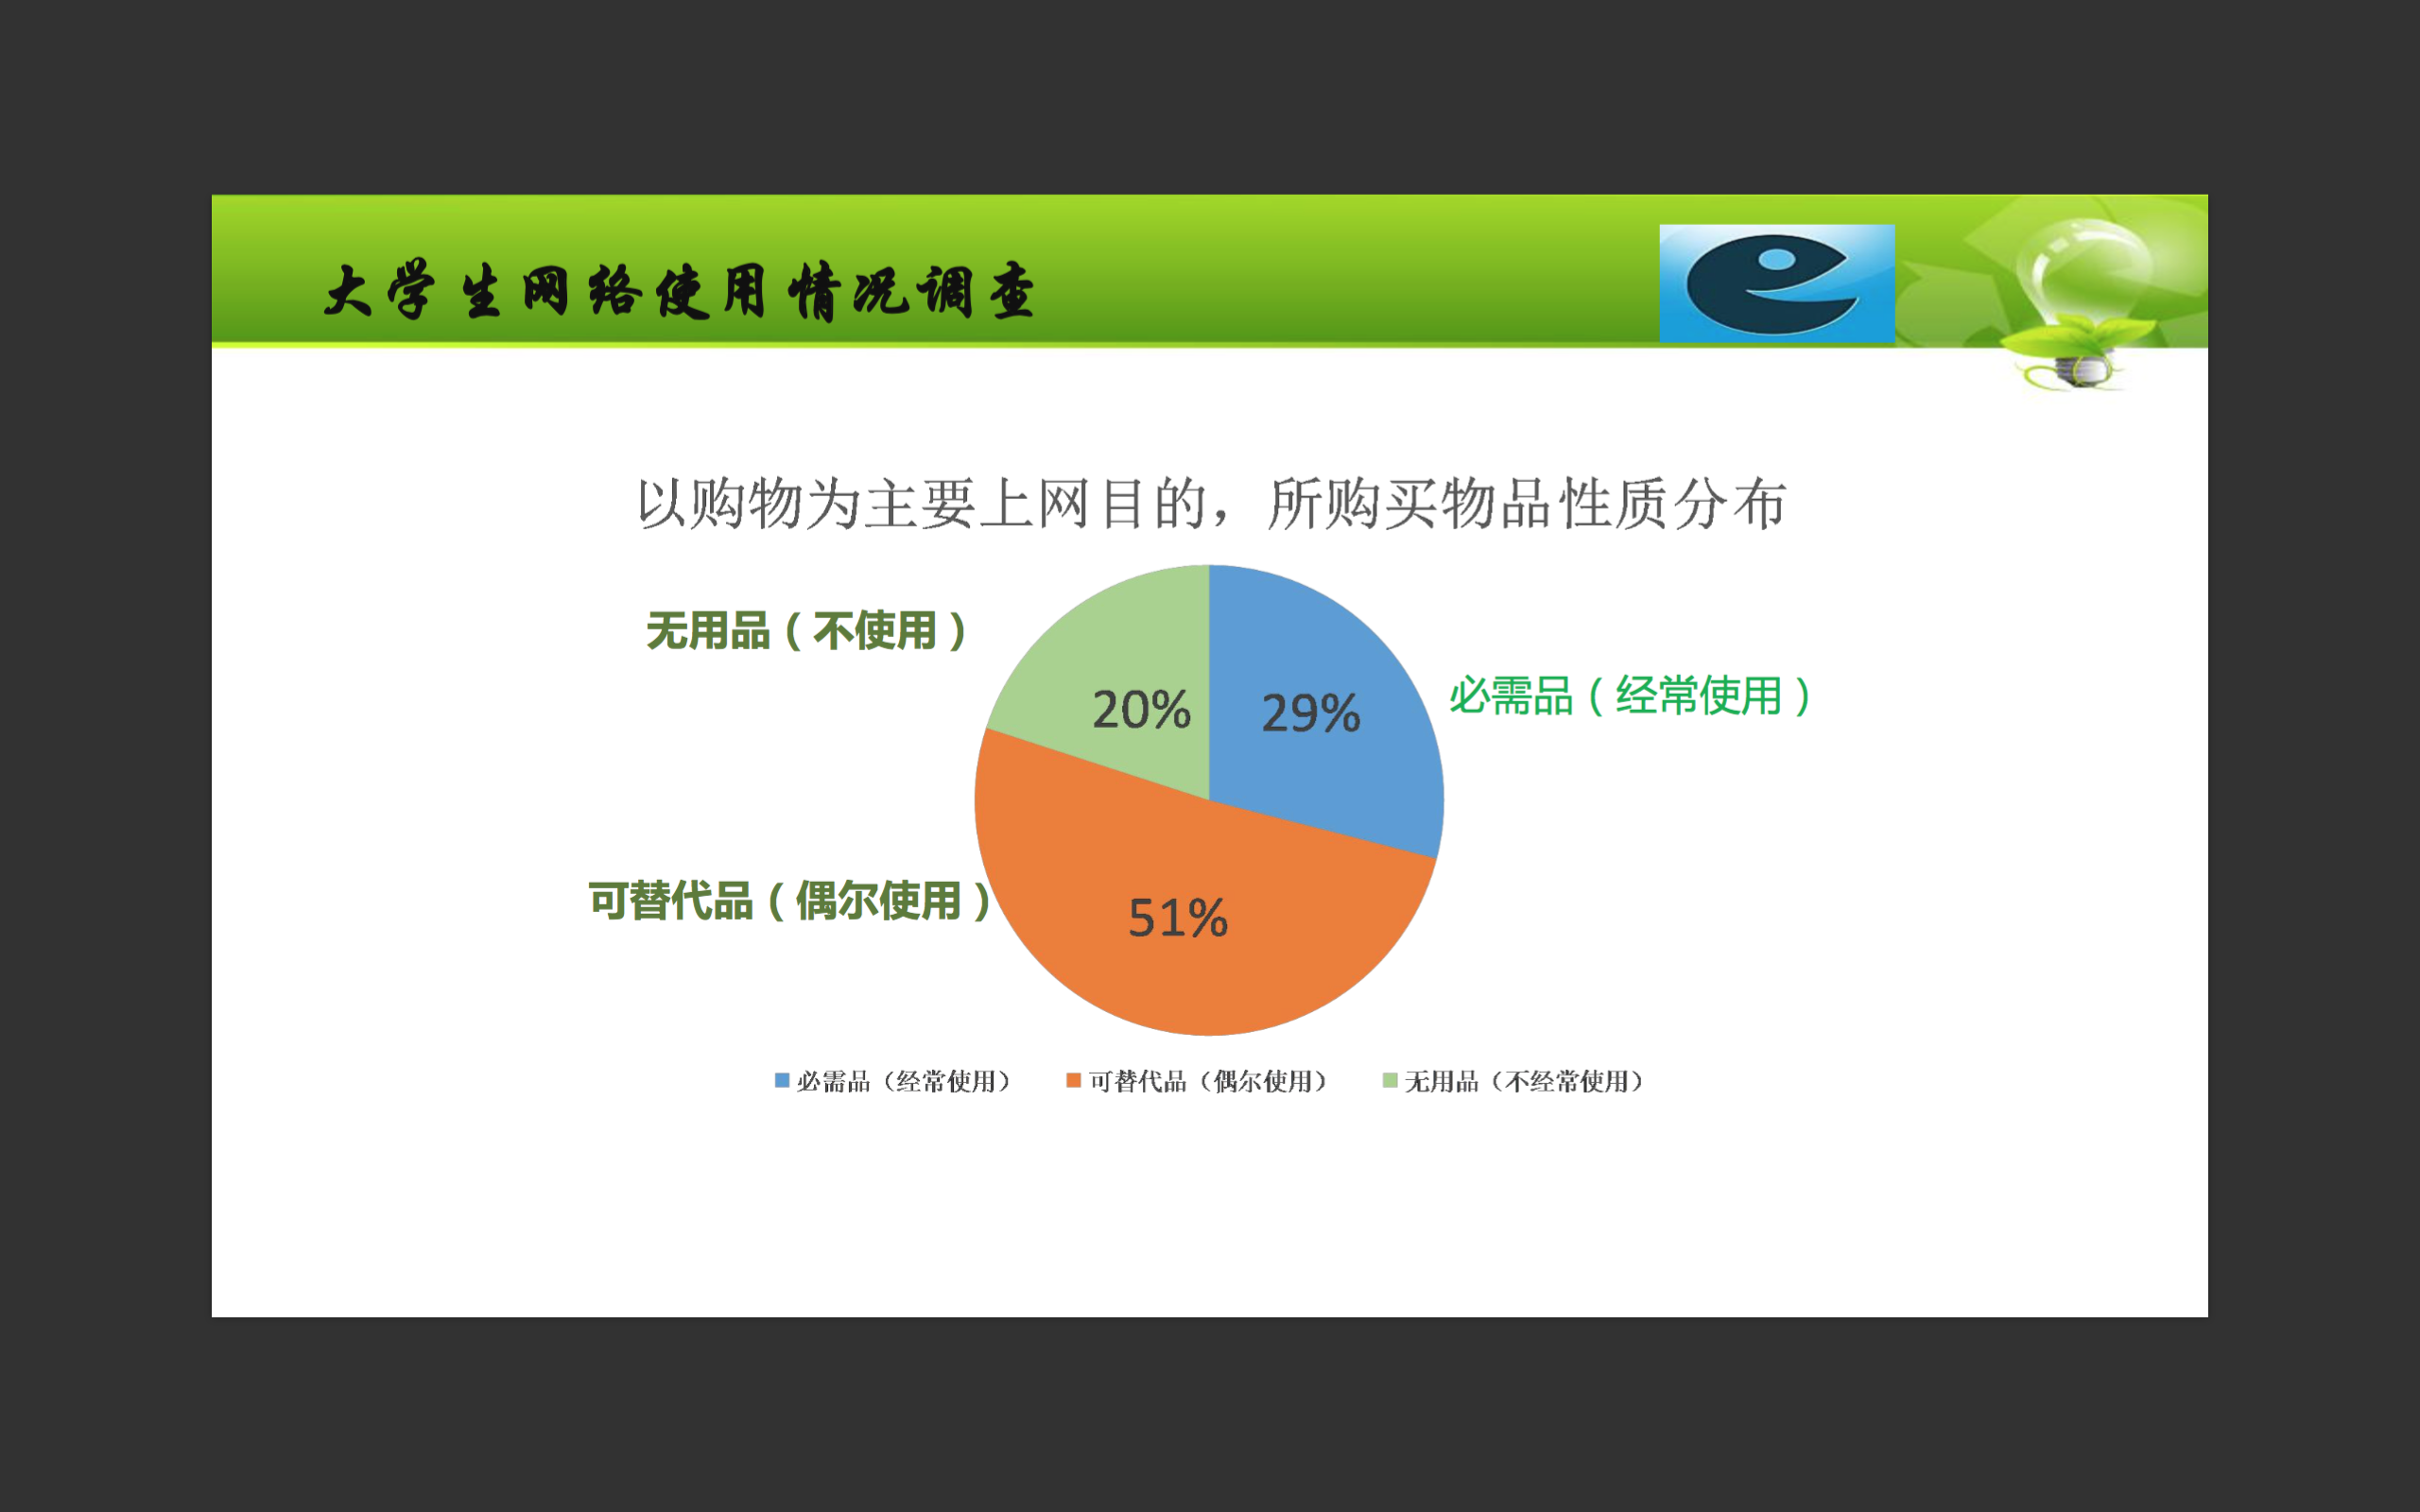 大学生网络使用情况调查
以购物为主要上网目的，所购买物品性质分布
无用品（不使用）
必需品（经常使用）
20%
29%
可替代品（偶尔使用）
51%
必需品（经常使用）
可替代品（偶尔使用）
无用品（不经常使用）